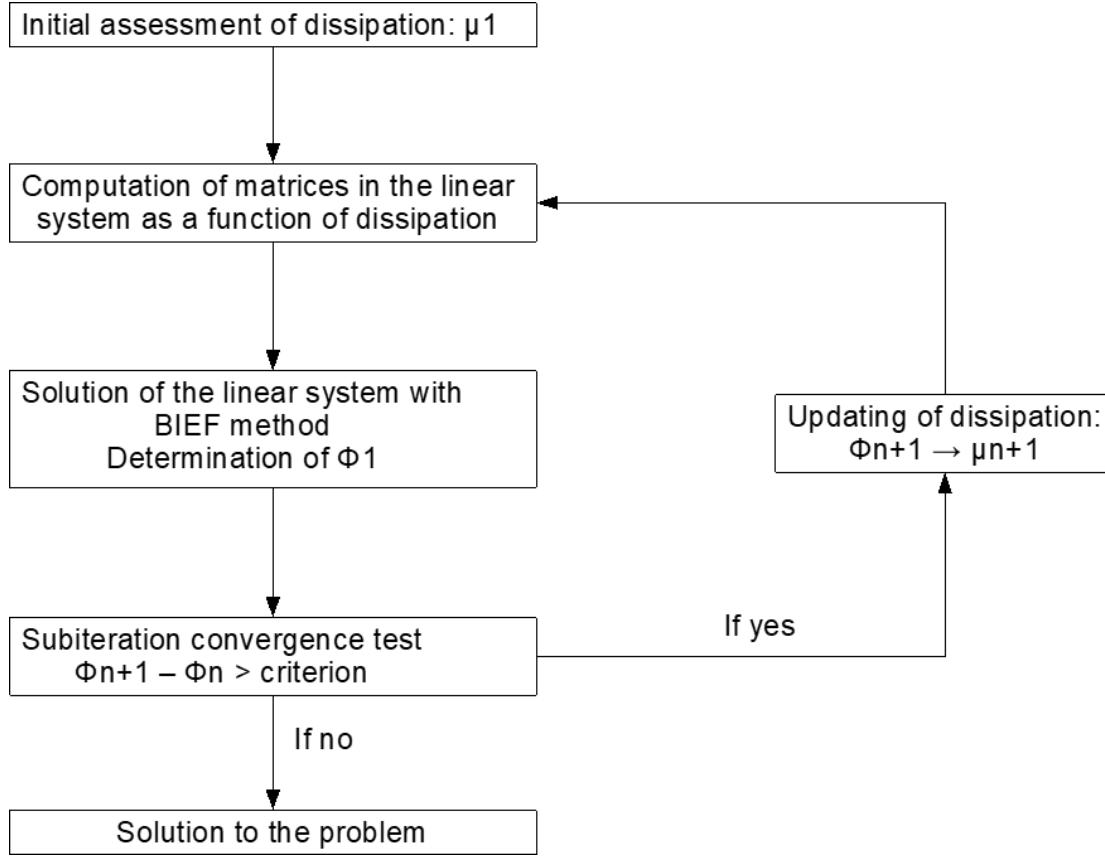 Initial assessment of dissipation: μ1
Computation of matrices in the linear
system as a function of dissipation
Solution of the linear system with
BIEF method
Determination of Φ1
Updating of dissipation:
Φn+1 → μn+1
Subiteration convergence test
Φn+1 – Φn > criterion
If yes
If no
Solution to the problem